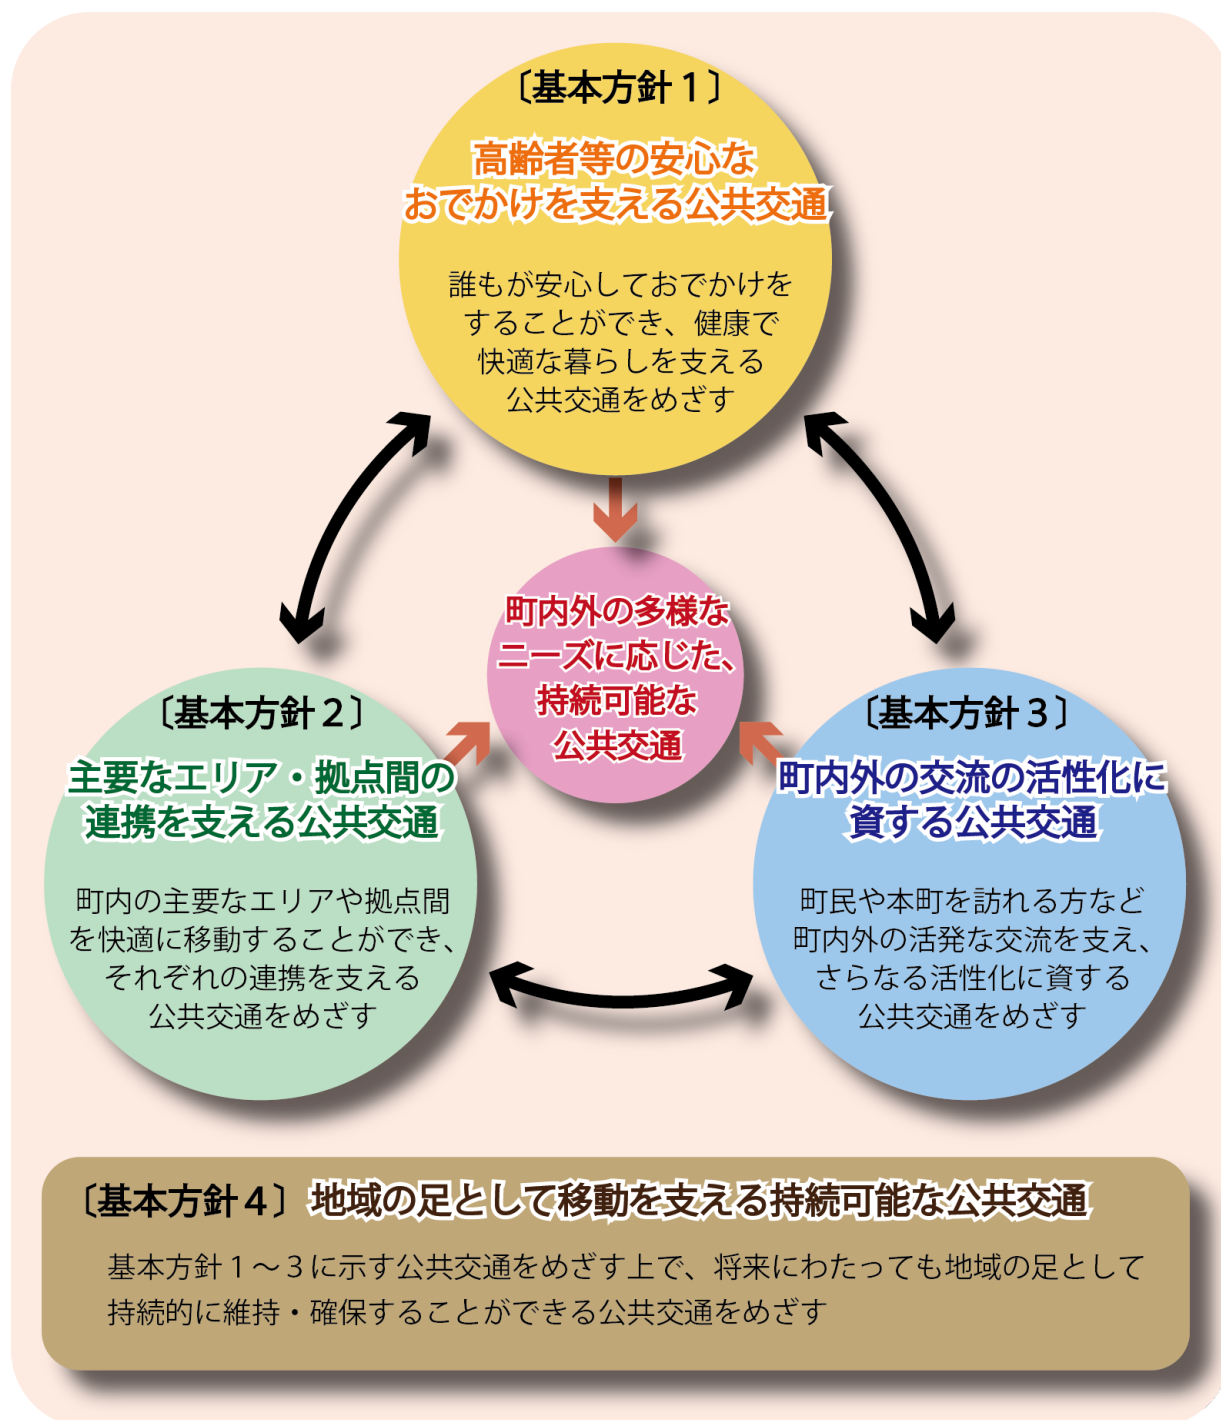 〔基本方針１〕
高齢者等の安心な
おでかけを支える公共交通
誰もが安心しておでかけを
することができ、健康で
快適な暮らしを支える
公共交通をめざす
町内外の多様な
ニーズに応じた、
持続可能な
公共交通
〔基本方針２〕
主要なエリア・拠点間の
連携を支える公共交通
町内の主要なエリアや拠点間
を快適に移動することができ、
それぞれの連携を支える
公共交通をめざす
〔基本方針３〕
町内外の交流の活性化に
資する公共交通
町民や本町を訪れる方など
町内外の活発な交流を支え、
さらなる活性化に資する
公共交通をめざす
〔基本方針４〕地域の足として移動を支える持続可能な公共交通
基本方針１～３に示す公共交通をめざす上で、将来にわたっても地域の足として
持続的に維持・確保することができる公共交通をめざす